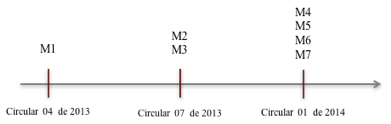 M4
M5
M6
M7
M2
M3
M1
Circular 04 de 2013
Circular 07 de 2013
Circular 01 de 2014